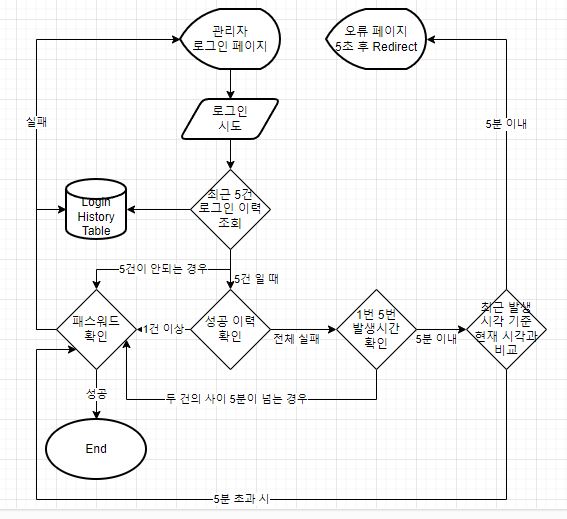 관리자
로그인 페이지
오류 페이지
5초 후 Redirect
로그인
시도
실패
5분 이내
최근 5건
로그인 이력
조회
Login
History
Table
5건이 안되는 경우
5건 일 때
패스워드
확인
1건 이상
성공 이력
확인
전체 실패
1번 5번
발생시간
확인
5분 이내
최근 발생
시각 기준
현재 시각과
비교
성공
두 건의 사이 5분이 넘는 경우
End
5분 초과 시